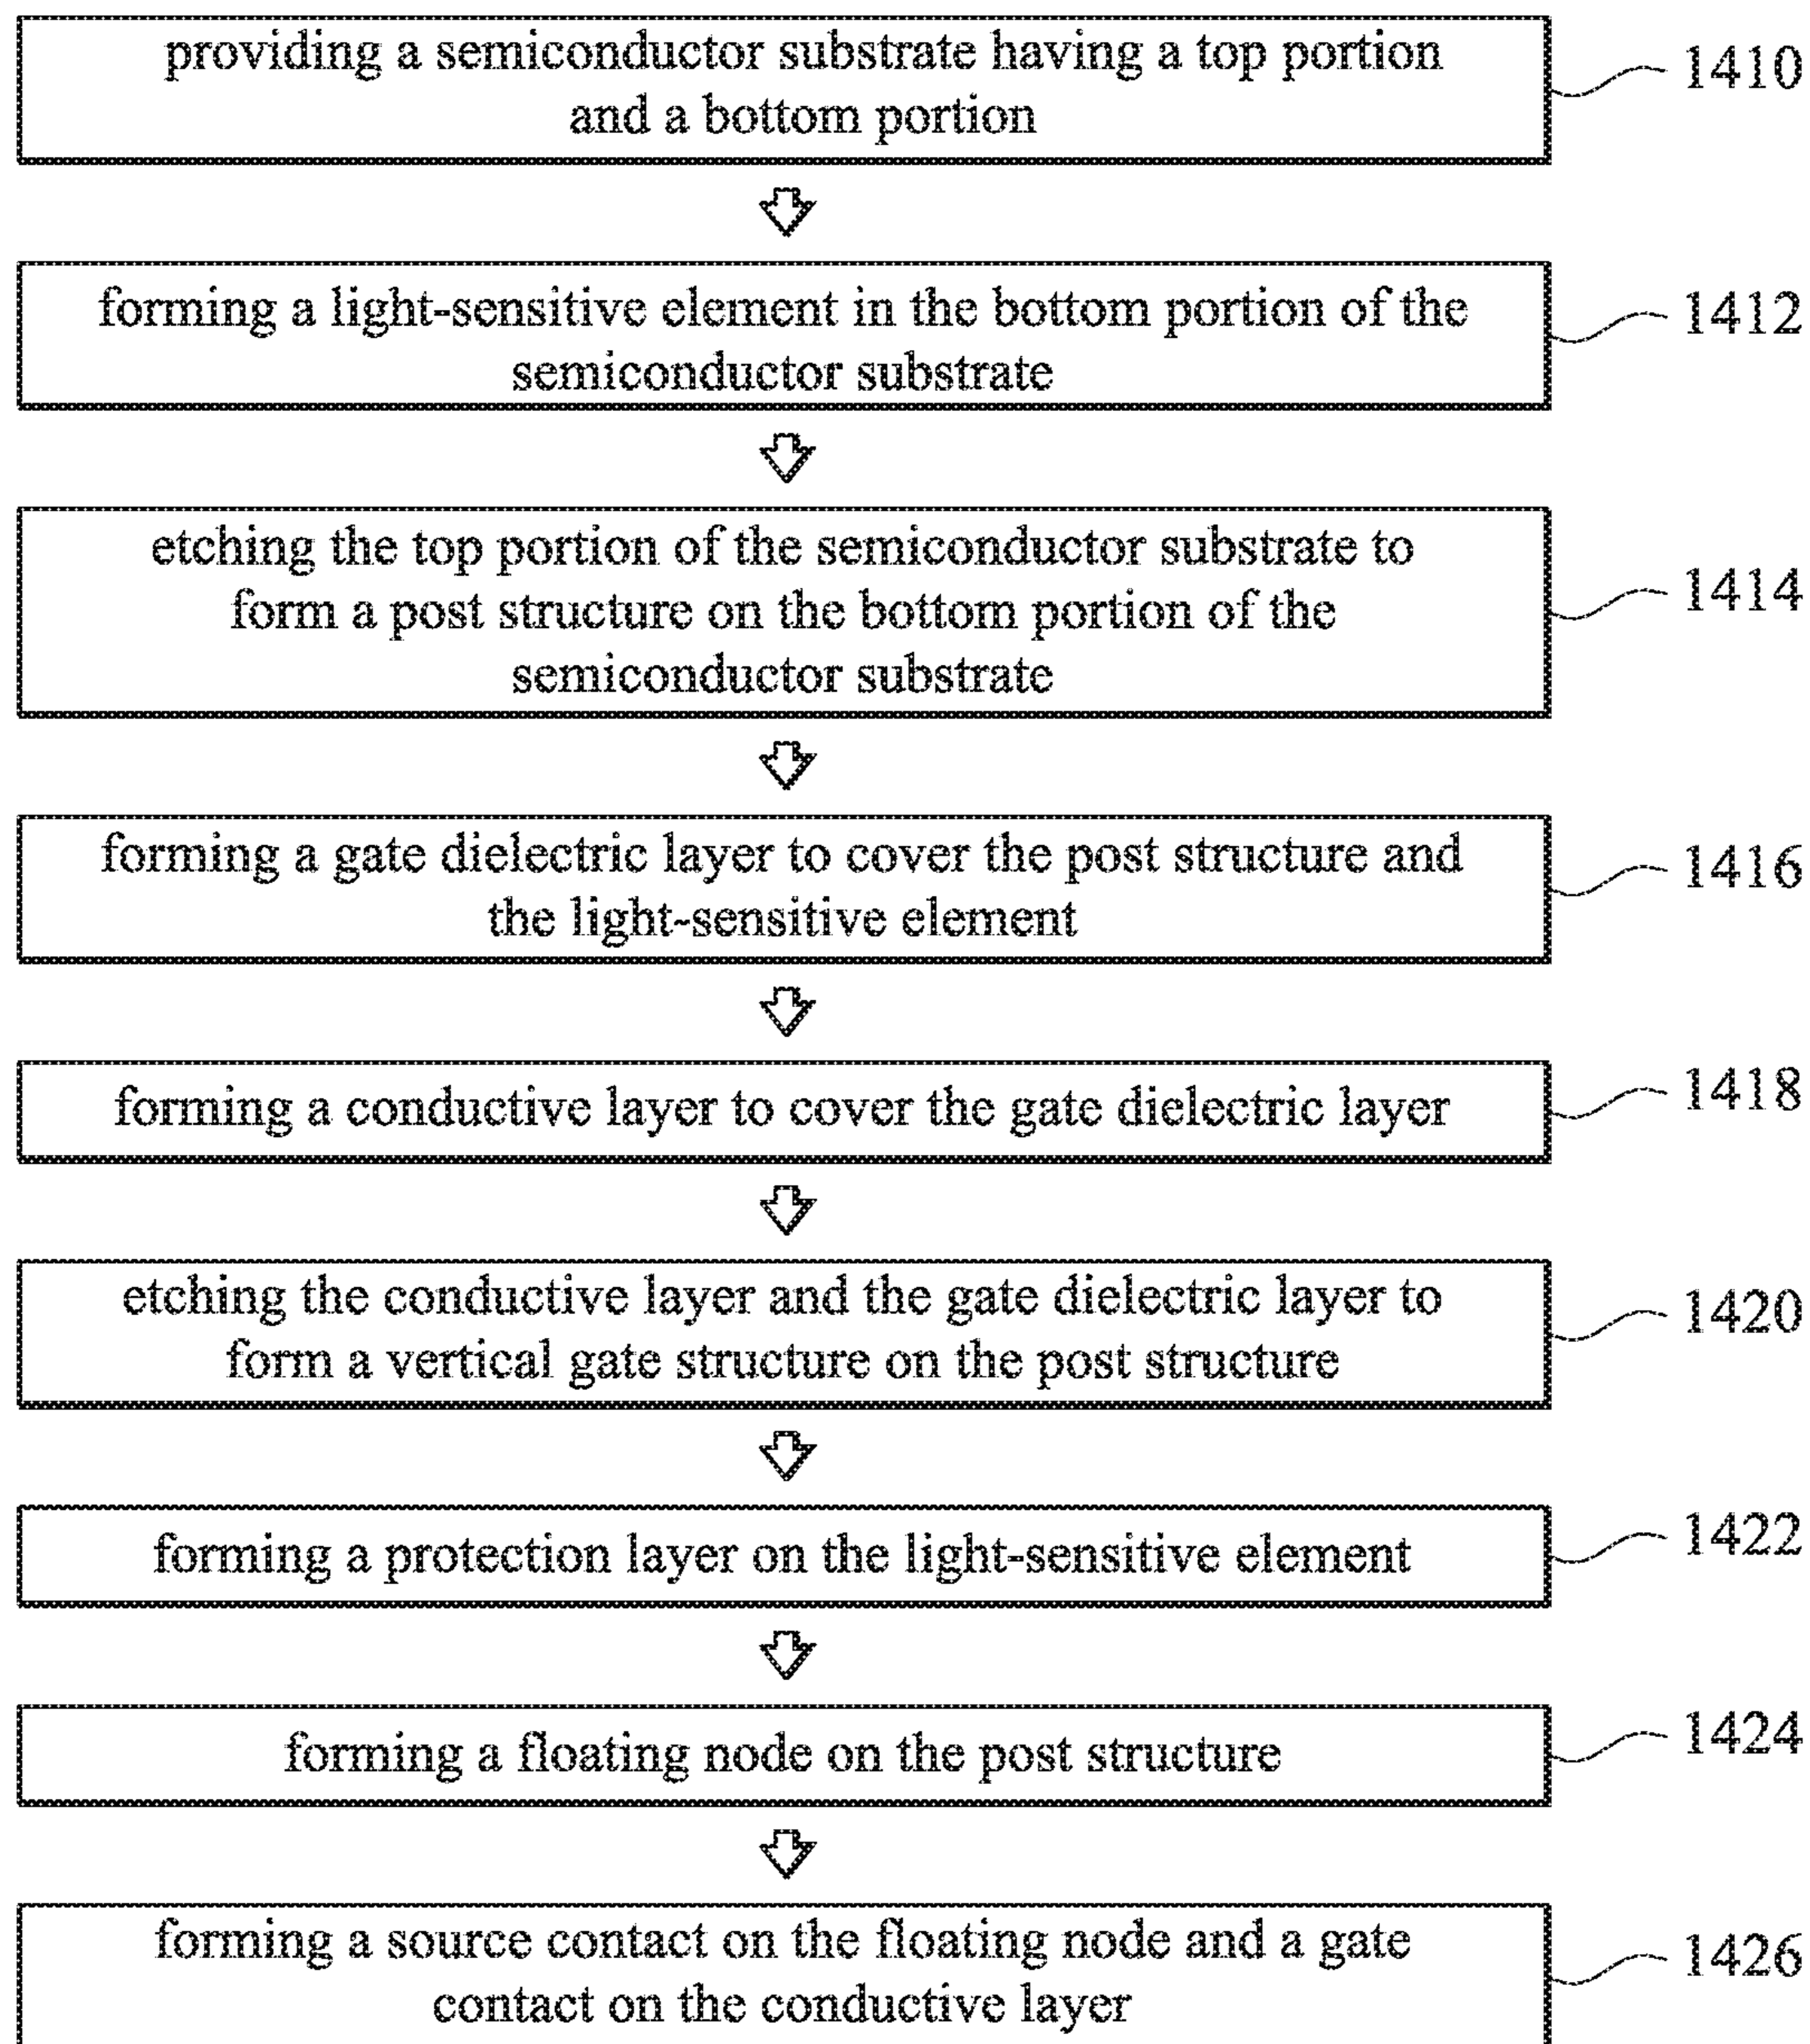 providing a semiconductor substrate having a top portion
and a bottom portion
1410
forming a light-sensitive element in the bottom portion of the
semiconductor substrate
1412
etching the top portion of the semiconductor substrate to
form a post structure on the bottom portion of the
semiconductor substrate
1414
forming a gate dielectric layer to cover the post structure and
the light-sensitive element
1416
forming a conductive layer to cover the gate dielectric layer
1418
etching the conductive layer and the gate dielectric layer to
form a vertical gate structure on the post structure
1420
forming a protection layer on the light-sensitive element
1422
forming a floating node on the post structure
1424
forming a source contact on the floating node and a gate
contact on the conductive layer
1426